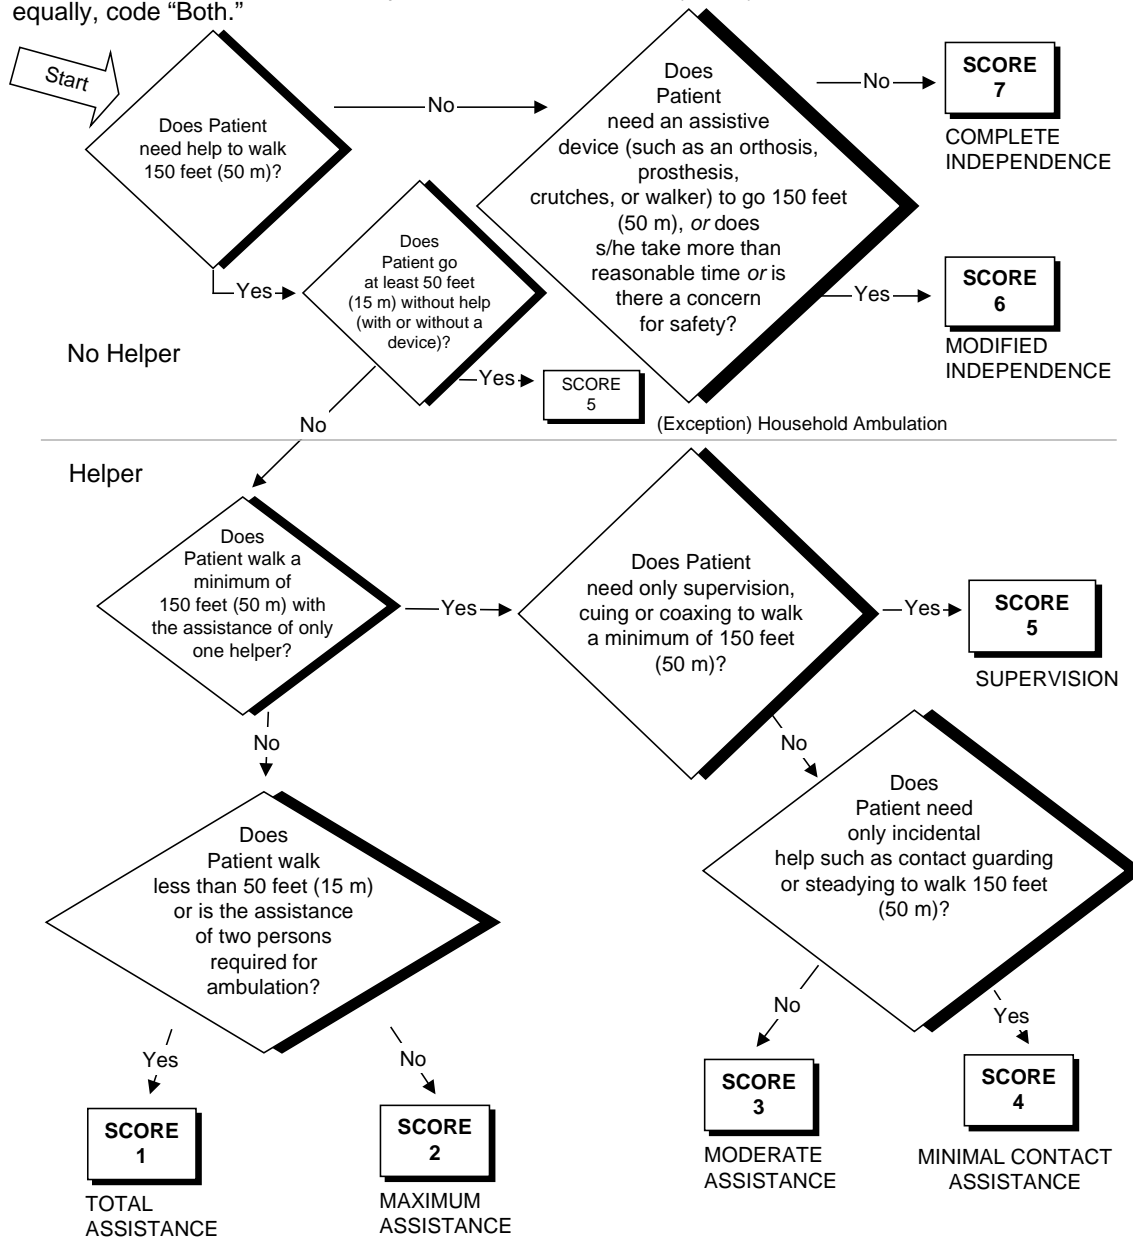 equally, code “Both.”
Start
Does Patient
need help to walk
150 feet (50 m)?
No
Does
Patient
need an assistive
device (such as an orthosis,
prosthesis,
crutches, or walker) to go 150 feet
(50 m), or does
s/he take more than
reasonable time or is
there a concern
for safety?
No
SCORE
7
COMPLETE
INDEPENDENCE
Yes
Does
Patient go
at least 50 feet
(15 m) without help
(with or without a
device)?
Yes
SCORE
6
MODIFIED
INDEPENDENCE
No Helper
Yes
SCORE
5
(Exception) Household Ambulation
No
Helper
Does
Patient walk a
minimum of
150 feet (50 m) with
the assistance of only
one helper?
Yes
Does Patient
need only supervision,
cuing or coaxing to walk
a minimum of 150 feet
(50 m)?
Yes
SCORE
5
SUPERVISION
No
No
Does
Patient walk
less than 50 feet (15 m)
or is the assistance
of two persons
required for
ambulation?
Does
Patient need
only incidental
help such as contact guarding
or steadying to walk 150 feet
(50 m)?
Yes
No
No
Yes
SCORE
1
TOTAL
ASSISTANCE
SCORE
2
MAXIMUM
ASSISTANCE
SCORE
3
MODERATE
ASSISTANCE
SCORE
4
MINIMAL CONTACT
ASSISTANCE